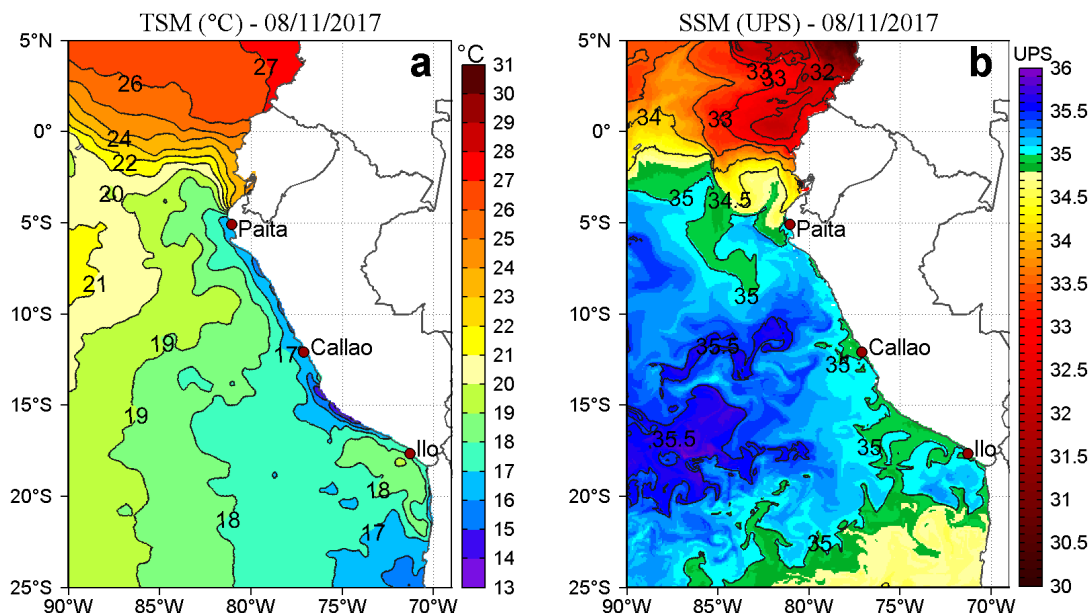 TSM (°C) - 08/11/2017
SSM (UPS) - 08/11/2017
a
b
°C
UPS
5°N
0°
5°S
10°S
15°S
20°S
25°S
90°W
85°W
80°W
75°W
70°W
27
26
24
22
20
21
19
19
18
17
18
17
Paita
Callao
Ilo
31
30
29
28
27
26
25
24
23
22
21
20
19
18
17
16
15
14
13
5°N
0°
5°S
10°S
15°S
20°S
25°S
90°W
85°W
80°W
75°W
70°W
33
33
32
34
33
35
34.5
35
35.5
35
35.5
35
35
Paita
Callao
Ilo
36
35.5
35
34.5
34
33.5
33
32.5
32
31.5
31
30.5
30